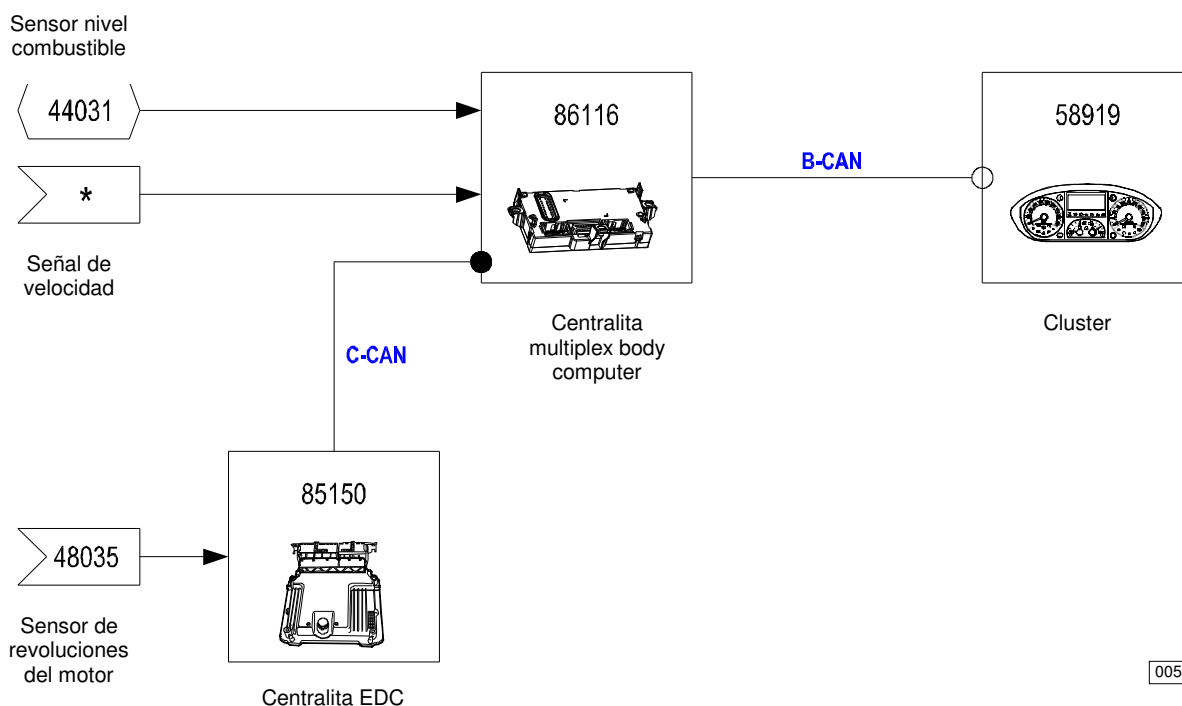 Sensor nivel
combustible
44031
86116
58919
B-CAN
*
Señal de
velocidad
Centralita
multiplex body
computer
Cluster
C-CAN
85150
48035
Sensor de
revoluciones
del motor
Centralita EDC
005